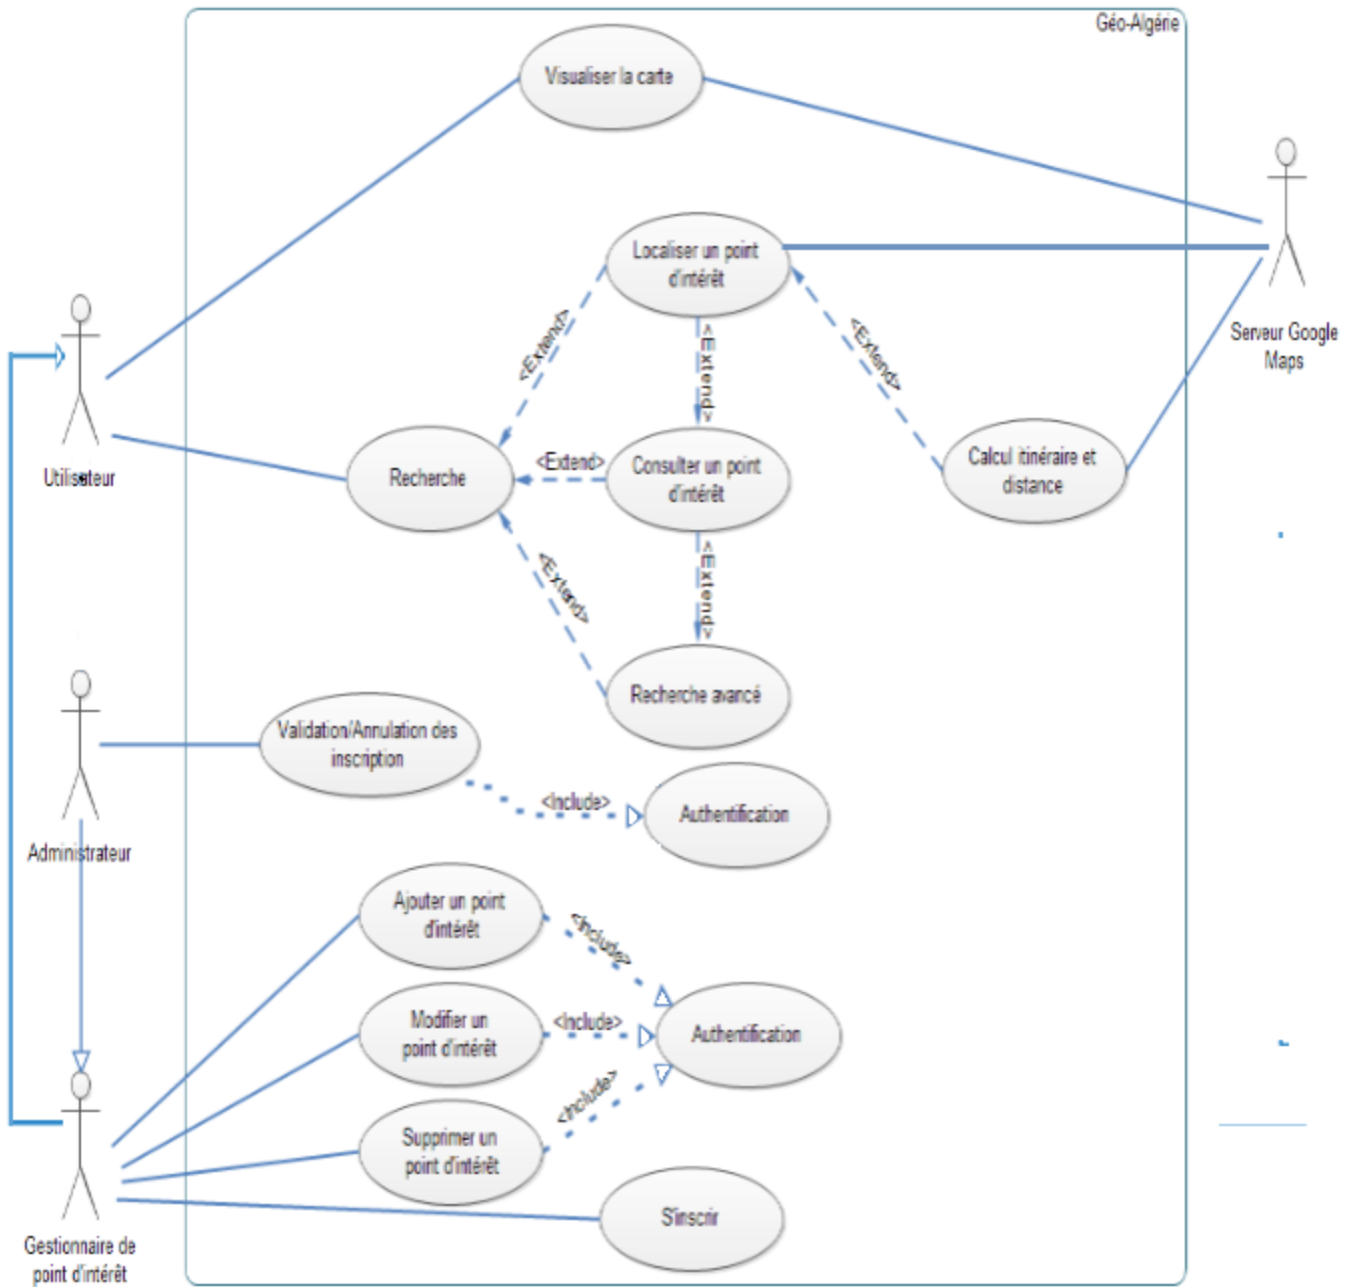 Géo-Algérie
Visualiser la carte
Localiser un point
d'intérêt
Serveur Google
Maps
<Extend>
<Extend>
<Extend>
Utilisateur
Recherche
<Extend>
Consulter un point
d'intérêt
Calcul itinéraire et
distance
<Extend>
<Extend>
Recherche avancé
Validation/Annulation des
inscription
<Include>
Authentification
Administrateur
Ajouter un point
d'intérêt
<Include>
Modifier un
point d'intérêt
<Include>
Authentification
<Include>
Supprimer un
point d'intérêt
S'inscrir
Gestionnaire de
point d'intérêt